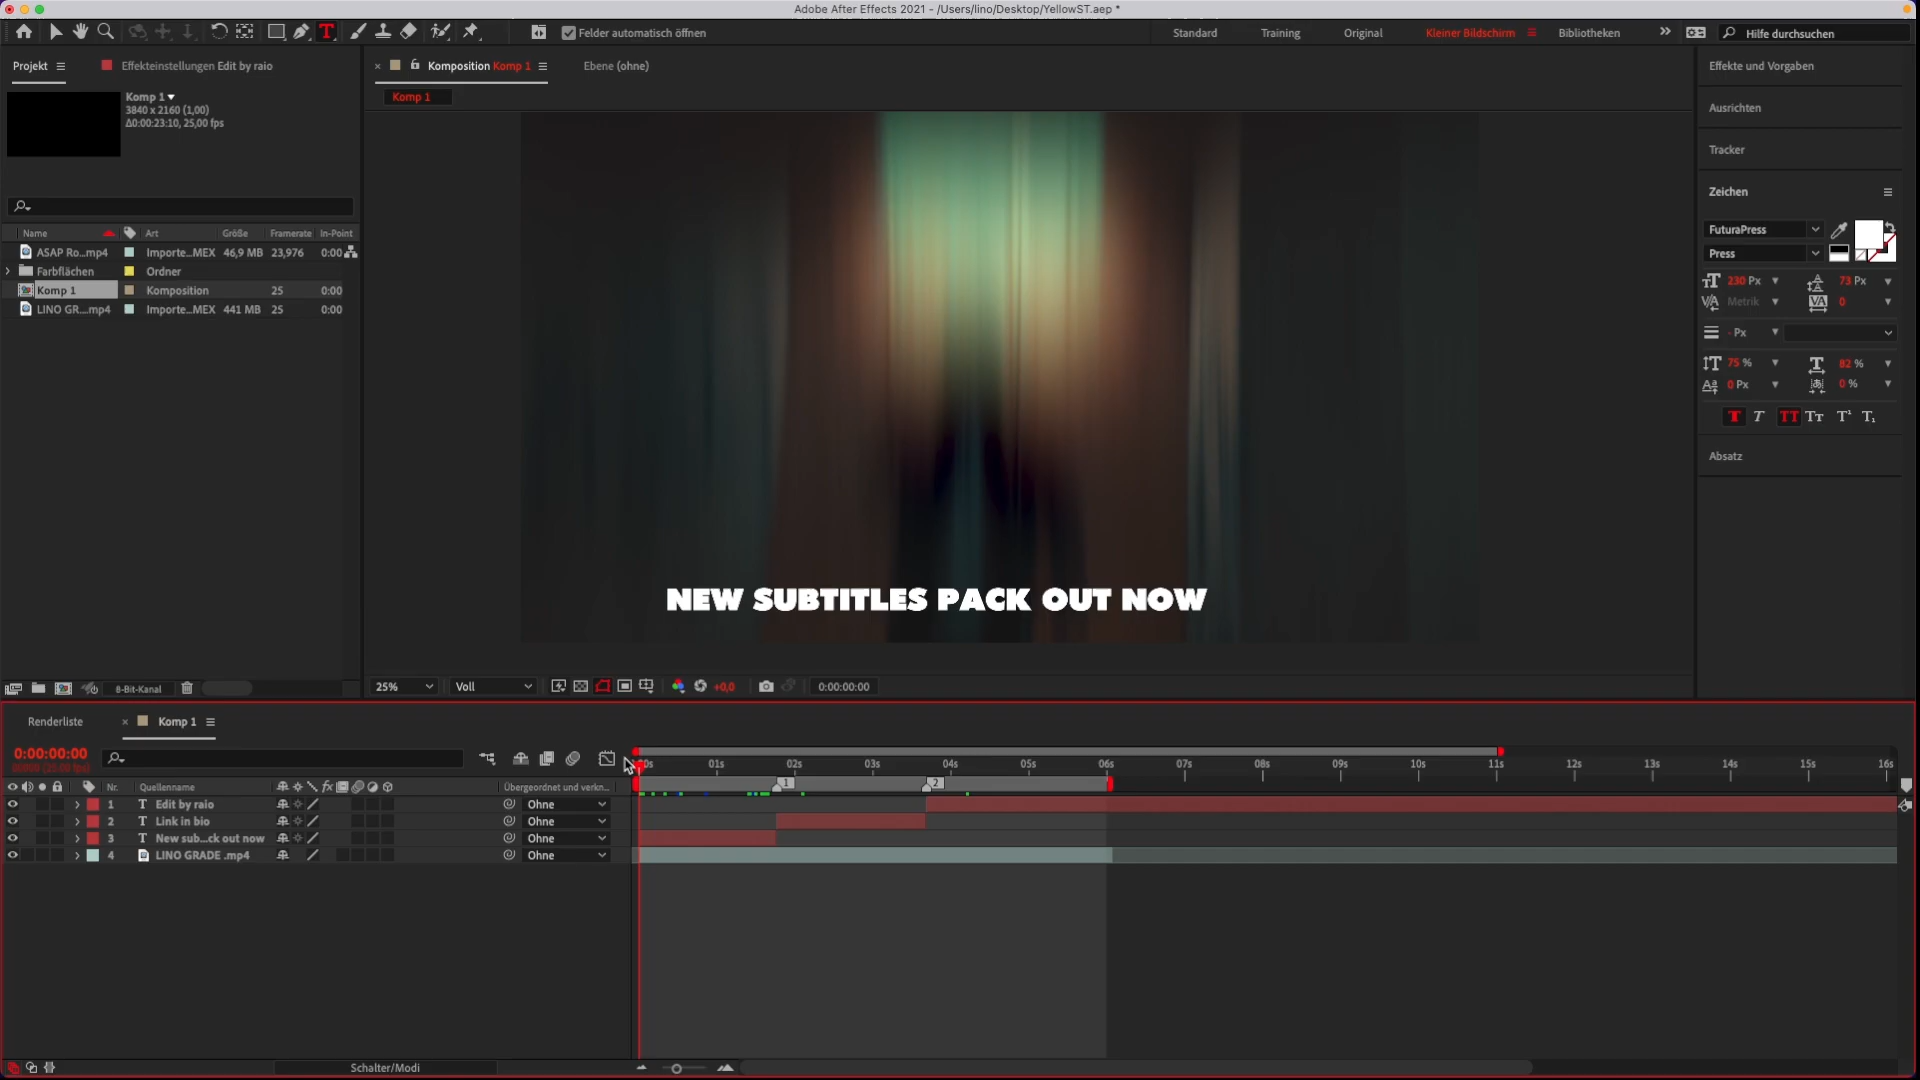 Adobe After Effects 2021 - /Users/lino/Desktop/YellowST.aep *
Felder automatisch öffnen
Standard
Training
Original
Kleiner Bildschirm
Bibliotheken
Hilfe durchsuchen
Projekt
Effekteinstellungen Edit by raio
Komp 1
3840 x 2160 (1,00)
Δ0:00:23:10, 25,00 fps
Name Art Größe Framerate In-Point
ASAP Ro...mp4 Importe...MEX 46,9 MB 23,976 0:00
Farbflächen Ordner
Komp 1 Komposition 25 0:00
LINO GR....mp4 Importe...MEX 441 MB 25 0:00
8-Bit-Kanal
Komposition Komp 1
Ebene (ohne)
Komp 1
NEW SUBTITLES PACK OUT NOW
25% Voll +0,0 0:00:00:00
Effekte und Vorgaben
Ausrichten
Tracker
Zeichen
FuturaPress
Press
230 Px 73 Px
Metrik 0
- Px
75 % 82 %
0 Px 0 %
T T TT TT T¹ T₁
Absatz
Renderliste
Komp 1
0:00:00:00
01s 02s 03s 04s 05s 06s 07s 08s 09s 10s 11s 12s 13s 14s 15s 16s
1 2
Nr. Quellenname fx Übergeordnet und verkn...
1 T Edit by raio Ohne
2 T Link in bio Ohne
3 T New sub...ck out now Ohne
4 LINO GRADE .mp4 Ohne
Schalter/Modi